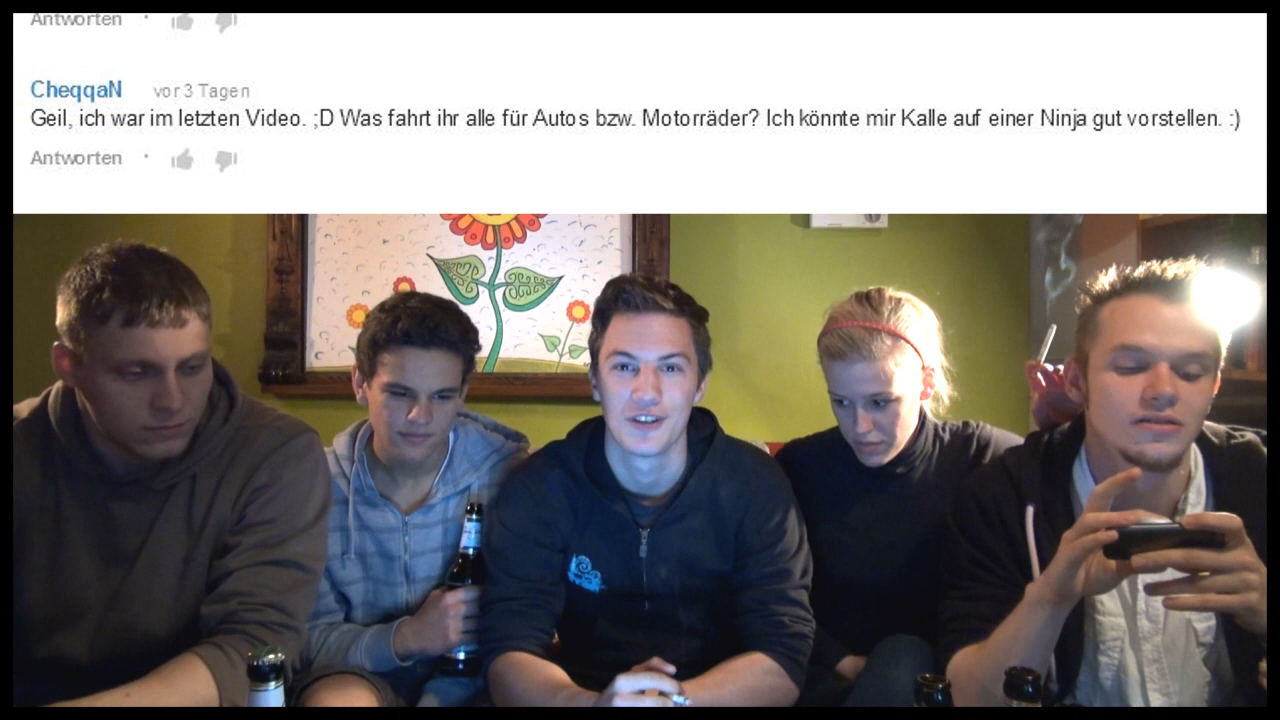 Antworten ·
CheqqaN vor 3 Tagen
Geil, ich war im letzten Video. ;D Was fahrt ihr alle für Autos bzw. Motorräder? Ich könnte mir Kalle auf einer Ninja gut vorstellen. :)
Antworten ·